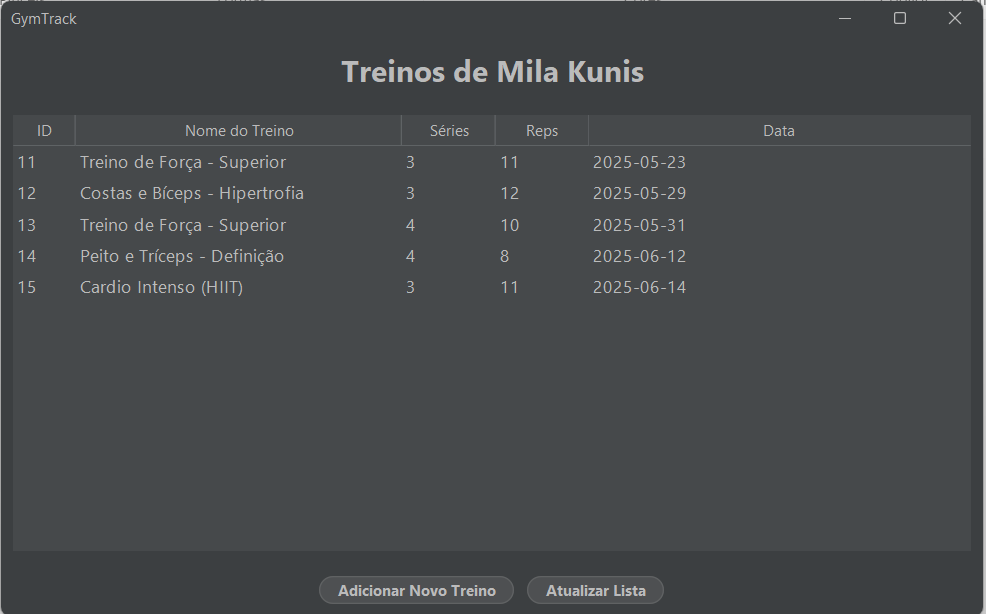 GymTrack
Treinos de Mila Kunis
ID Nome do Treino Séries Reps Data
11 Treino de Força - Superior 3 11 2025-05-23
12 Costas e Bíceps - Hipertrofia 3 12 2025-05-29
13 Treino de Força - Superior 4 10 2025-05-31
14 Peito e Tríceps - Definição 4 8 2025-06-12
15 Cardio Intenso (HIIT) 3 11 2025-06-14
Adicionar Novo Treino Atualizar Lista